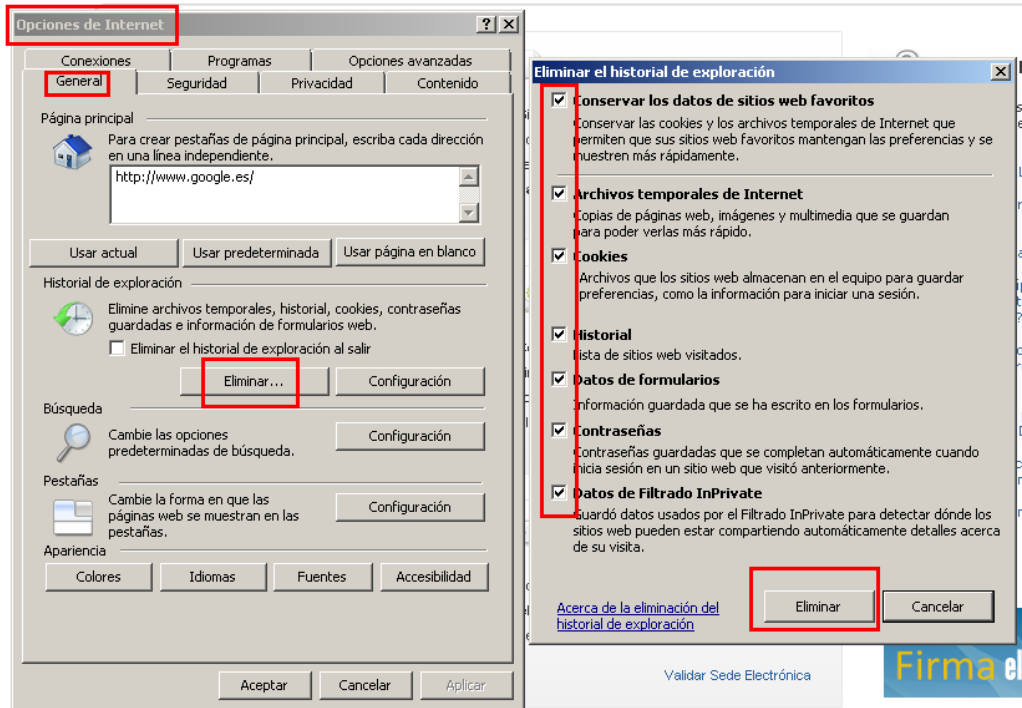 Opciones de Internet
Conexiones Programas Opciones avanzadas
General Seguridad Privacidad Contenido
Página principal
Para crear pestañas de página principal, escriba cada dirección
en una línea independiente.
http://www.google.es/
Usar actual Usar predeterminada Usar página en blanco
Historial de exploración
Elimine archivos temporales, historial, cookies, contraseñas
guardadas e información de formularios web.
Eliminar el historial de exploración al salir
Eliminar... Configuración
Búsqueda
Cambie las opciones
predeterminadas de búsqueda.
Configuración
Pestañas
Cambie la forma en que las
páginas web se muestran en las
pestañas.
Configuración
Apariencia
Colores Idiomas Fuentes Accesibilidad
Aceptar Cancelar Aplicar
Eliminar el historial de exploración
Conservar los datos de sitios web favoritos
Conservar las cookies y los archivos temporales de Internet que
permiten que sus sitios web favoritos mantengan las preferencias y se
muestren más rápidamente.
Archivos temporales de Internet
Copias de páginas web, imágenes y multimedia que se guardan
para poder verlas más rápido.
Cookies
Archivos que los sitios web almacenan en el equipo para guardar
preferencias, como la información para iniciar una sesión.
Historial
Lista de sitios web visitados.
Datos de formularios
Información guardada que se ha escrito en los formularios.
Contraseñas
Contraseñas guardadas que se completan automáticamente cuando
inicia sesión en un sitio web que visitó anteriormente.
Datos de Filtrado InPrivate
Guardó datos usados por el Filtrado InPrivate para detectar dónde los
sitios web pueden estar compartiendo automáticamente detalles acerca
de su visita.
Acerca de la eliminación del
historial de exploración
Eliminar Cancelar
Validar Sede Electrónica
Firma el